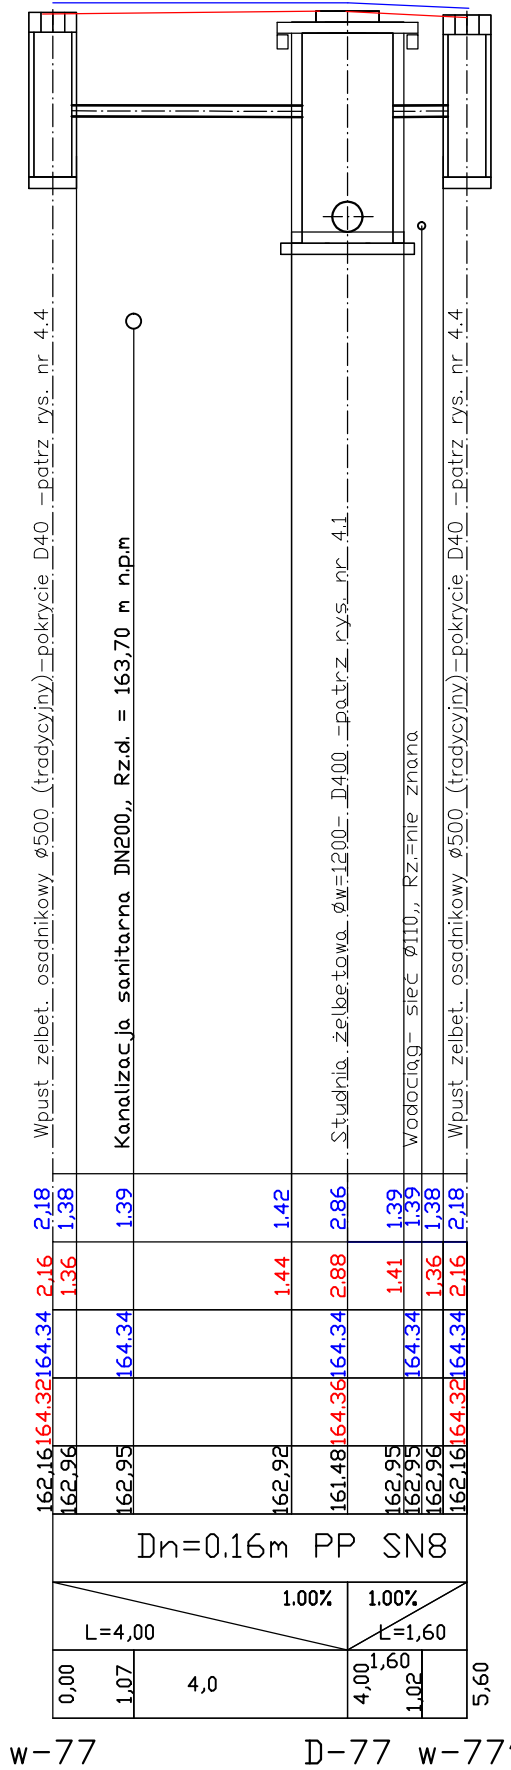 Wpust zelbet. osadnikowy ø500 (tradycyjny)-pokrycie D40 -patrz rys. nr 4.4
Kanalizacja sanitarna DN200,, Rz.d. = 163,70 m n.p.m
Studnia żelbetowa øw=1200- D400 -patrz rys. nr 4.1
Wodociąg- sieć ø110,, Rz.=nie znana
Wpust zelbet. osadnikowy ø500 (tradycyjny)-pokrycie D40 -patrz rys. nr 4.4
2,18 1,38 1.39 1.42 2.86 1.39 1.39 1,38 2,18
2,16 1.36 1.44 2.88 1.41 1,36 2,16
164.34 164.34 164.34 164.34 164.34
164.32 164.36 164.32
162,16 162,96 162,95 162,92 161.48 162,95 162,95 162,96 162,16
Dn=0.16m PP SN8
1.00% 1.00%
L=4,00 L=1,60
0,00 1,07 4,0 4,00 1,60 1,02 5,60
w-77 D-77 w-77'